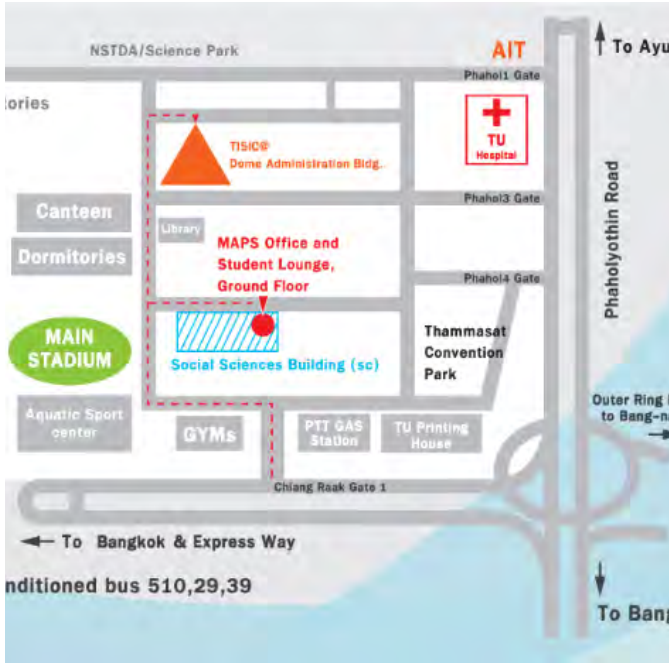 NSTDA/Science Park
AIT
To Ayu
Phahol1 Gate
tories
TU
Hospital
TISIC@
Dome Administration Bldg..
Phaholyothin Road
Phahol3 Gate
Canteen
Library
MAPS Office and
Student Lounge,
Ground Floor
Dormitories
Phahol4 Gate
MAIN
STADIUM
Thammasat
Convention
Park
Social Sciences Building (sc)
Outer Ring
to Bang-na
Aquatic Sport
center
GYMs
PTT GAS
Station
TU Printing
House
Chiang Raak Gate 1
To Bangkok & Express Way
nditioned bus 510,29,39
To Bang